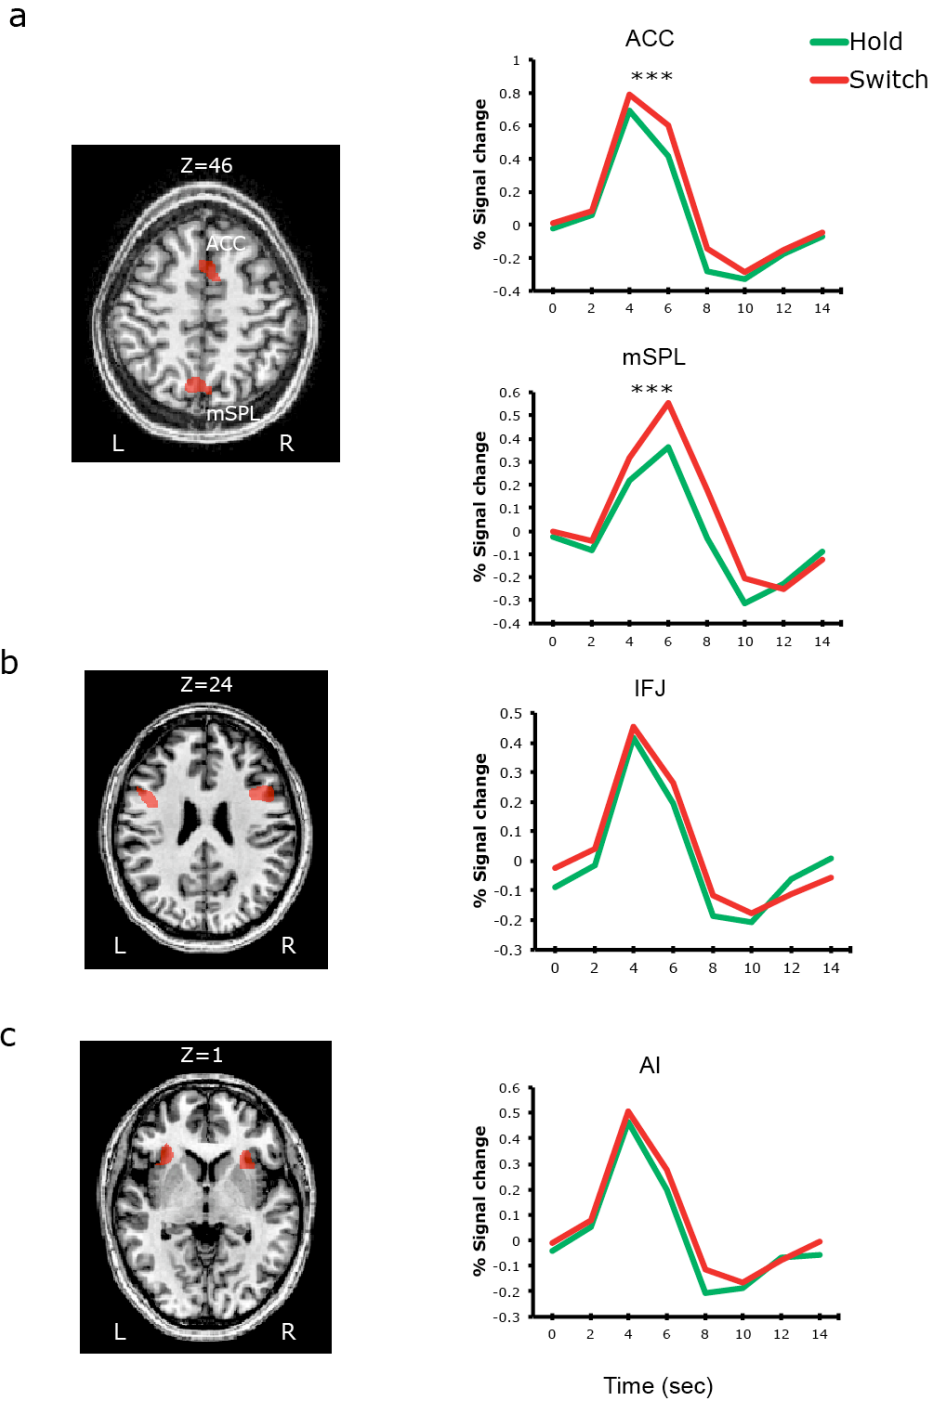 a
Z=46
ACC
mSPL
L R
ACC
Hold
Switch
***
% Signal change
1
0.8
0.6
0.4
0.2
0
-0.2
-0.4
0 2 4 6 8 10 12 14
mSPL
***
% Signal change
0.6
0.5
0.4
0.3
0.2
0.1
0
-0.1
-0.2
-0.3
-0.4
0 2 4 6 8 10 12 14
b
Z=24
L R
IFJ
% Signal change
0.5
0.4
0.3
0.2
0.1
0
-0.1
-0.2
-0.3
0 2 4 6 8 10 12 14
c
Z=1
L R
AI
% Signal change
0.6
0.5
0.4
0.3
0.2
0.1
0
-0.1
-0.2
-0.3
0 2 4 6 8 10 12 14
Time (sec)